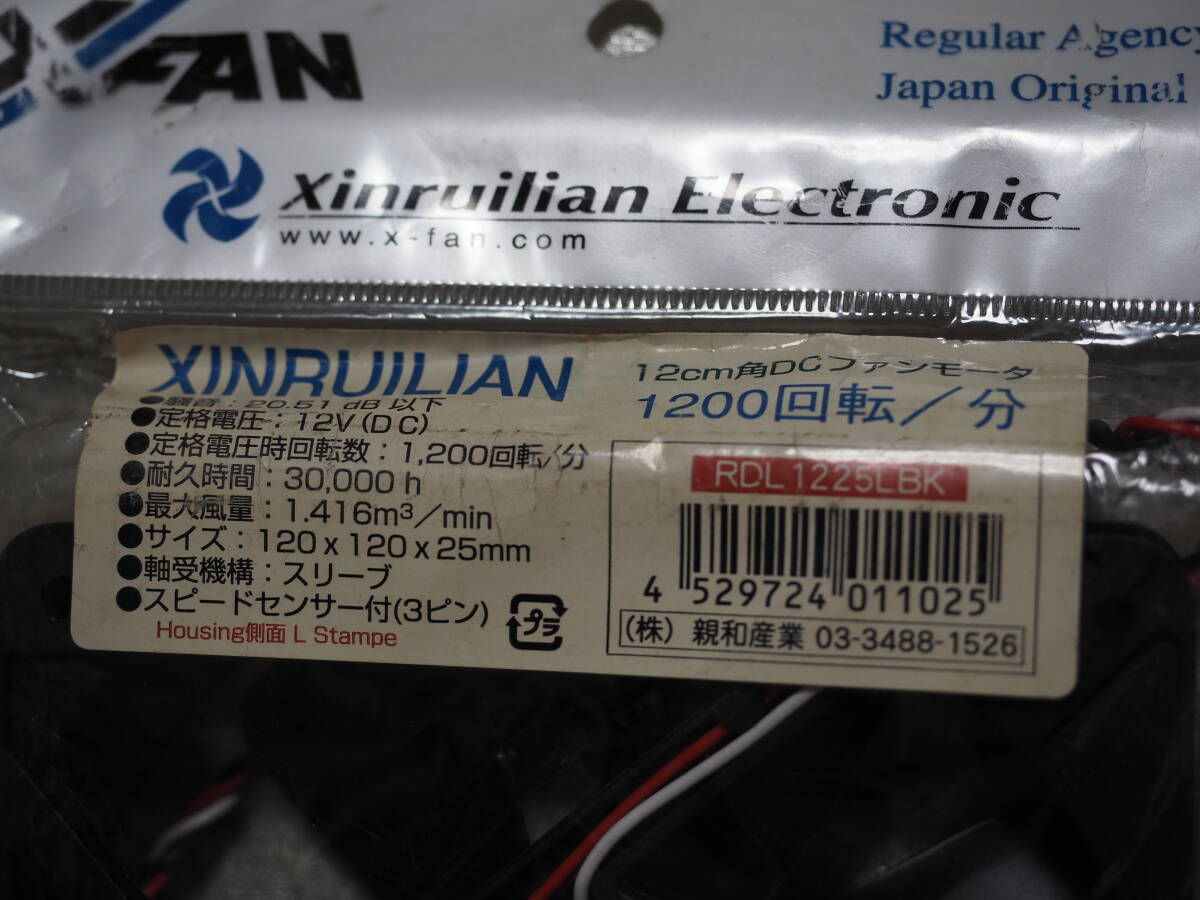 FAN
Regular Agency
Japan Original
Xinruilian Electronic
www.x-fan.com
XINRUILIAN
12cm角DCファンモータ
1200回転／分
●騒音：20.51 dB 以下
●定格電圧：12V(DC)
●定格電圧時回転数：1,200回転/分
●耐久時間：30,000 h
●最大風量：1.416m³／min
●サイズ：120 x 120 x 25mm
●軸受機構：スリーブ
●スピードセンサー付(3ピン)
プラ
Housing側面 L Stampe
RDL1225LBK
4 529724 011025
(株) 親和産業 03-3488-1526